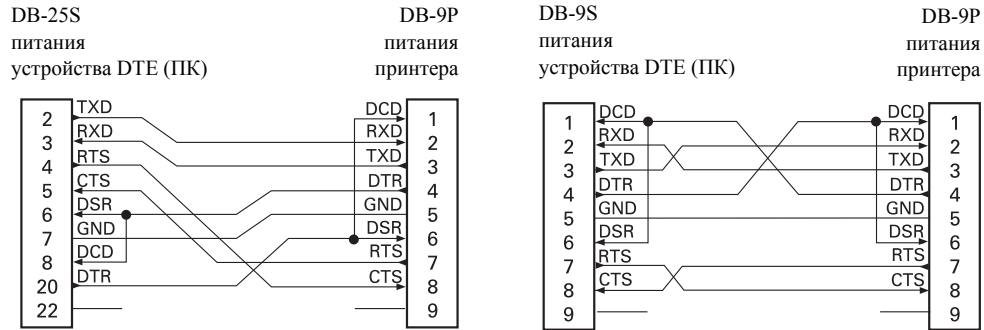 DB-25S
питания
устройства DTE (ПК)
DB-9P
питания
принтера
2 TXD
3 RXD
4 RTS
5 CTS
6 DSR
7 GND
8 DCD
20 DTR
22
DCD 1
RXD 2
TXD 3
DTR 4
GND 5
DSR 6
RTS 7
CTS 8
9
DB-9S
питания
устройства DTE (ПК)
DB-9P
питания
принтера
1 DCD
2 RXD
3 TXD
4 DTR
5 GND
6 DSR
7 RTS
8 CTS
9
DCD 1
RXD 2
TXD 3
DTR 4
GND 5
DSR 6
RTS 7
CTS 8
9